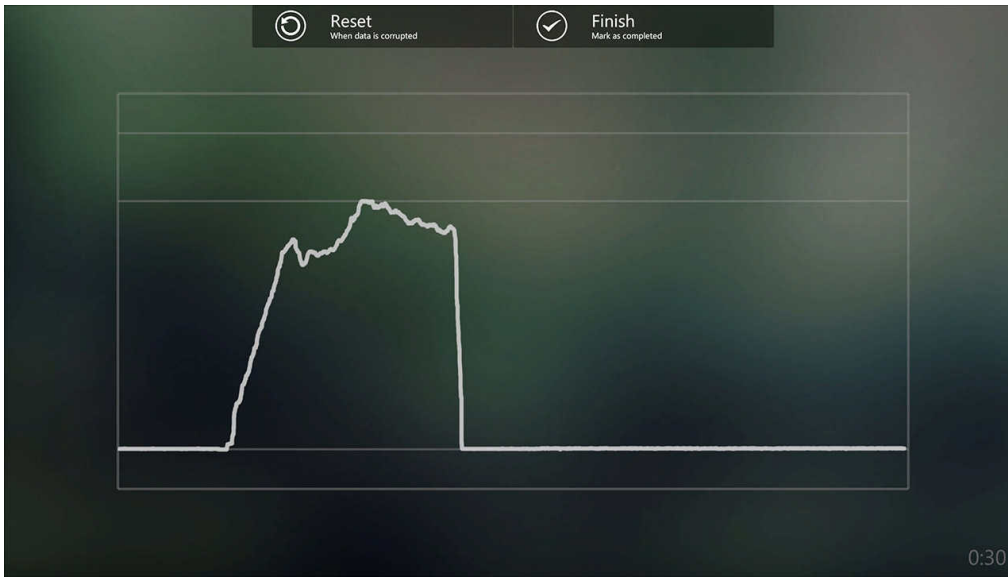 Reset
When data is corrupted
Finish
Mark as completed
0:30